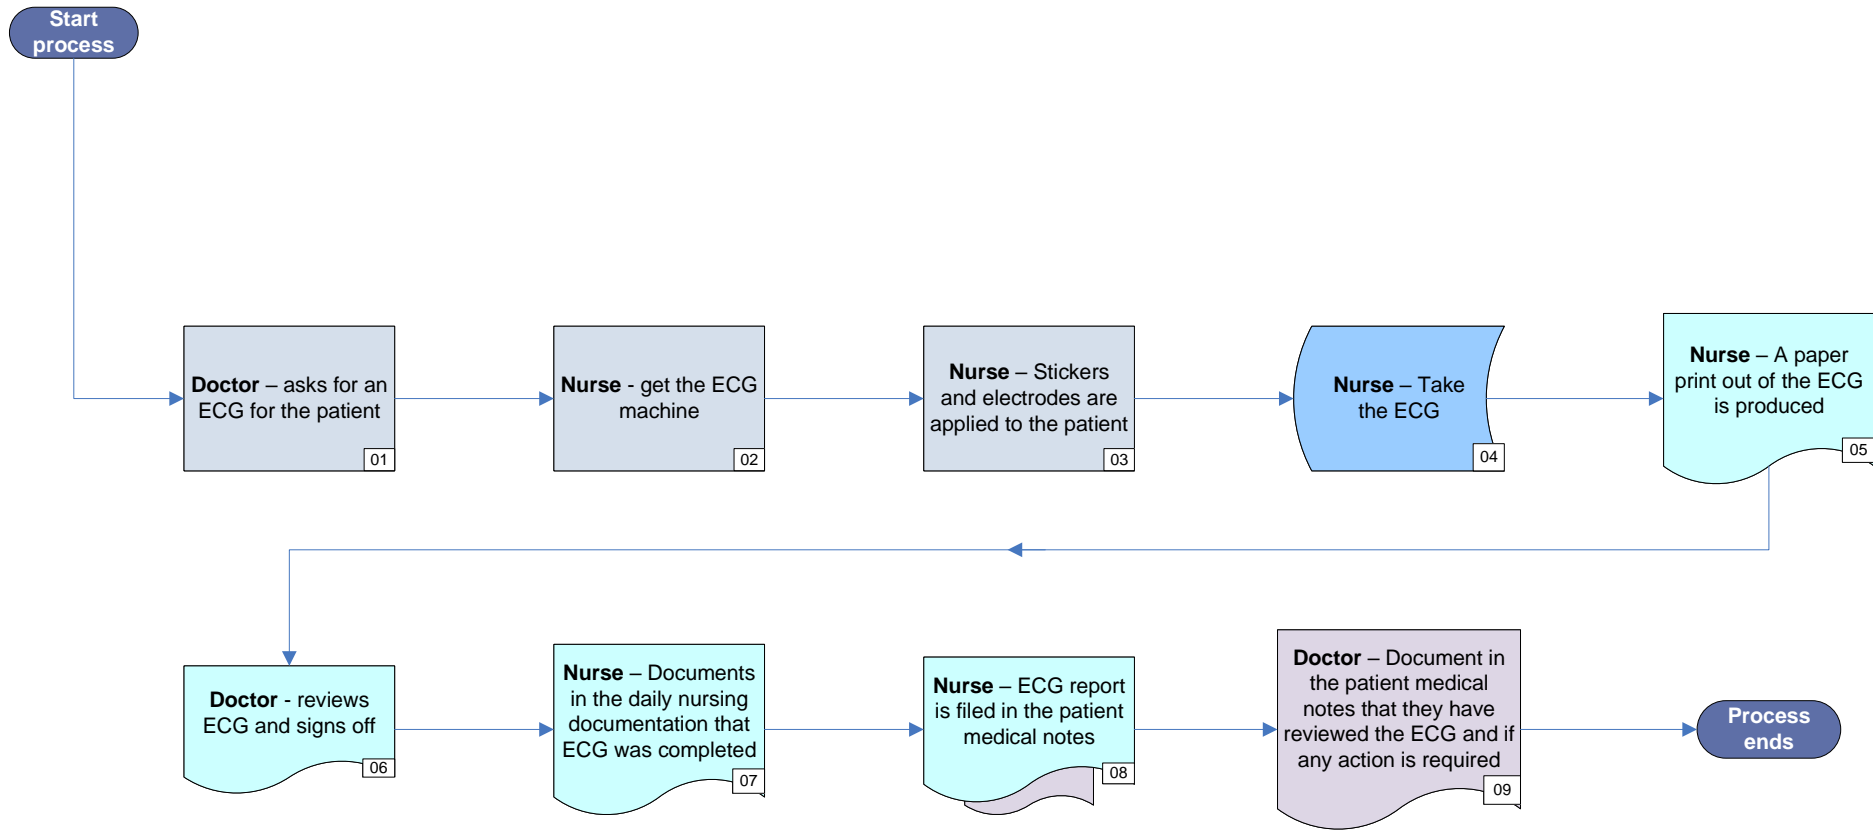 Start
process
Doctor – asks for an
ECG for the patient
01
Nurse - get the ECG
machine
02
Nurse – Stickers
and electrodes are
applied to the patient
03
Nurse – Take
the ECG
04
Nurse – A paper
print out of the ECG
is produced
05
Doctor - reviews
ECG and signs off
06
Nurse – Documents
in the daily nursing
documentation that
ECG was completed
07
Nurse – ECG report
is filed in the patient
medical notes
08
Doctor – Document in
the patient medical
notes that they have
reviewed the ECG and if
any action is required
09
Process
ends